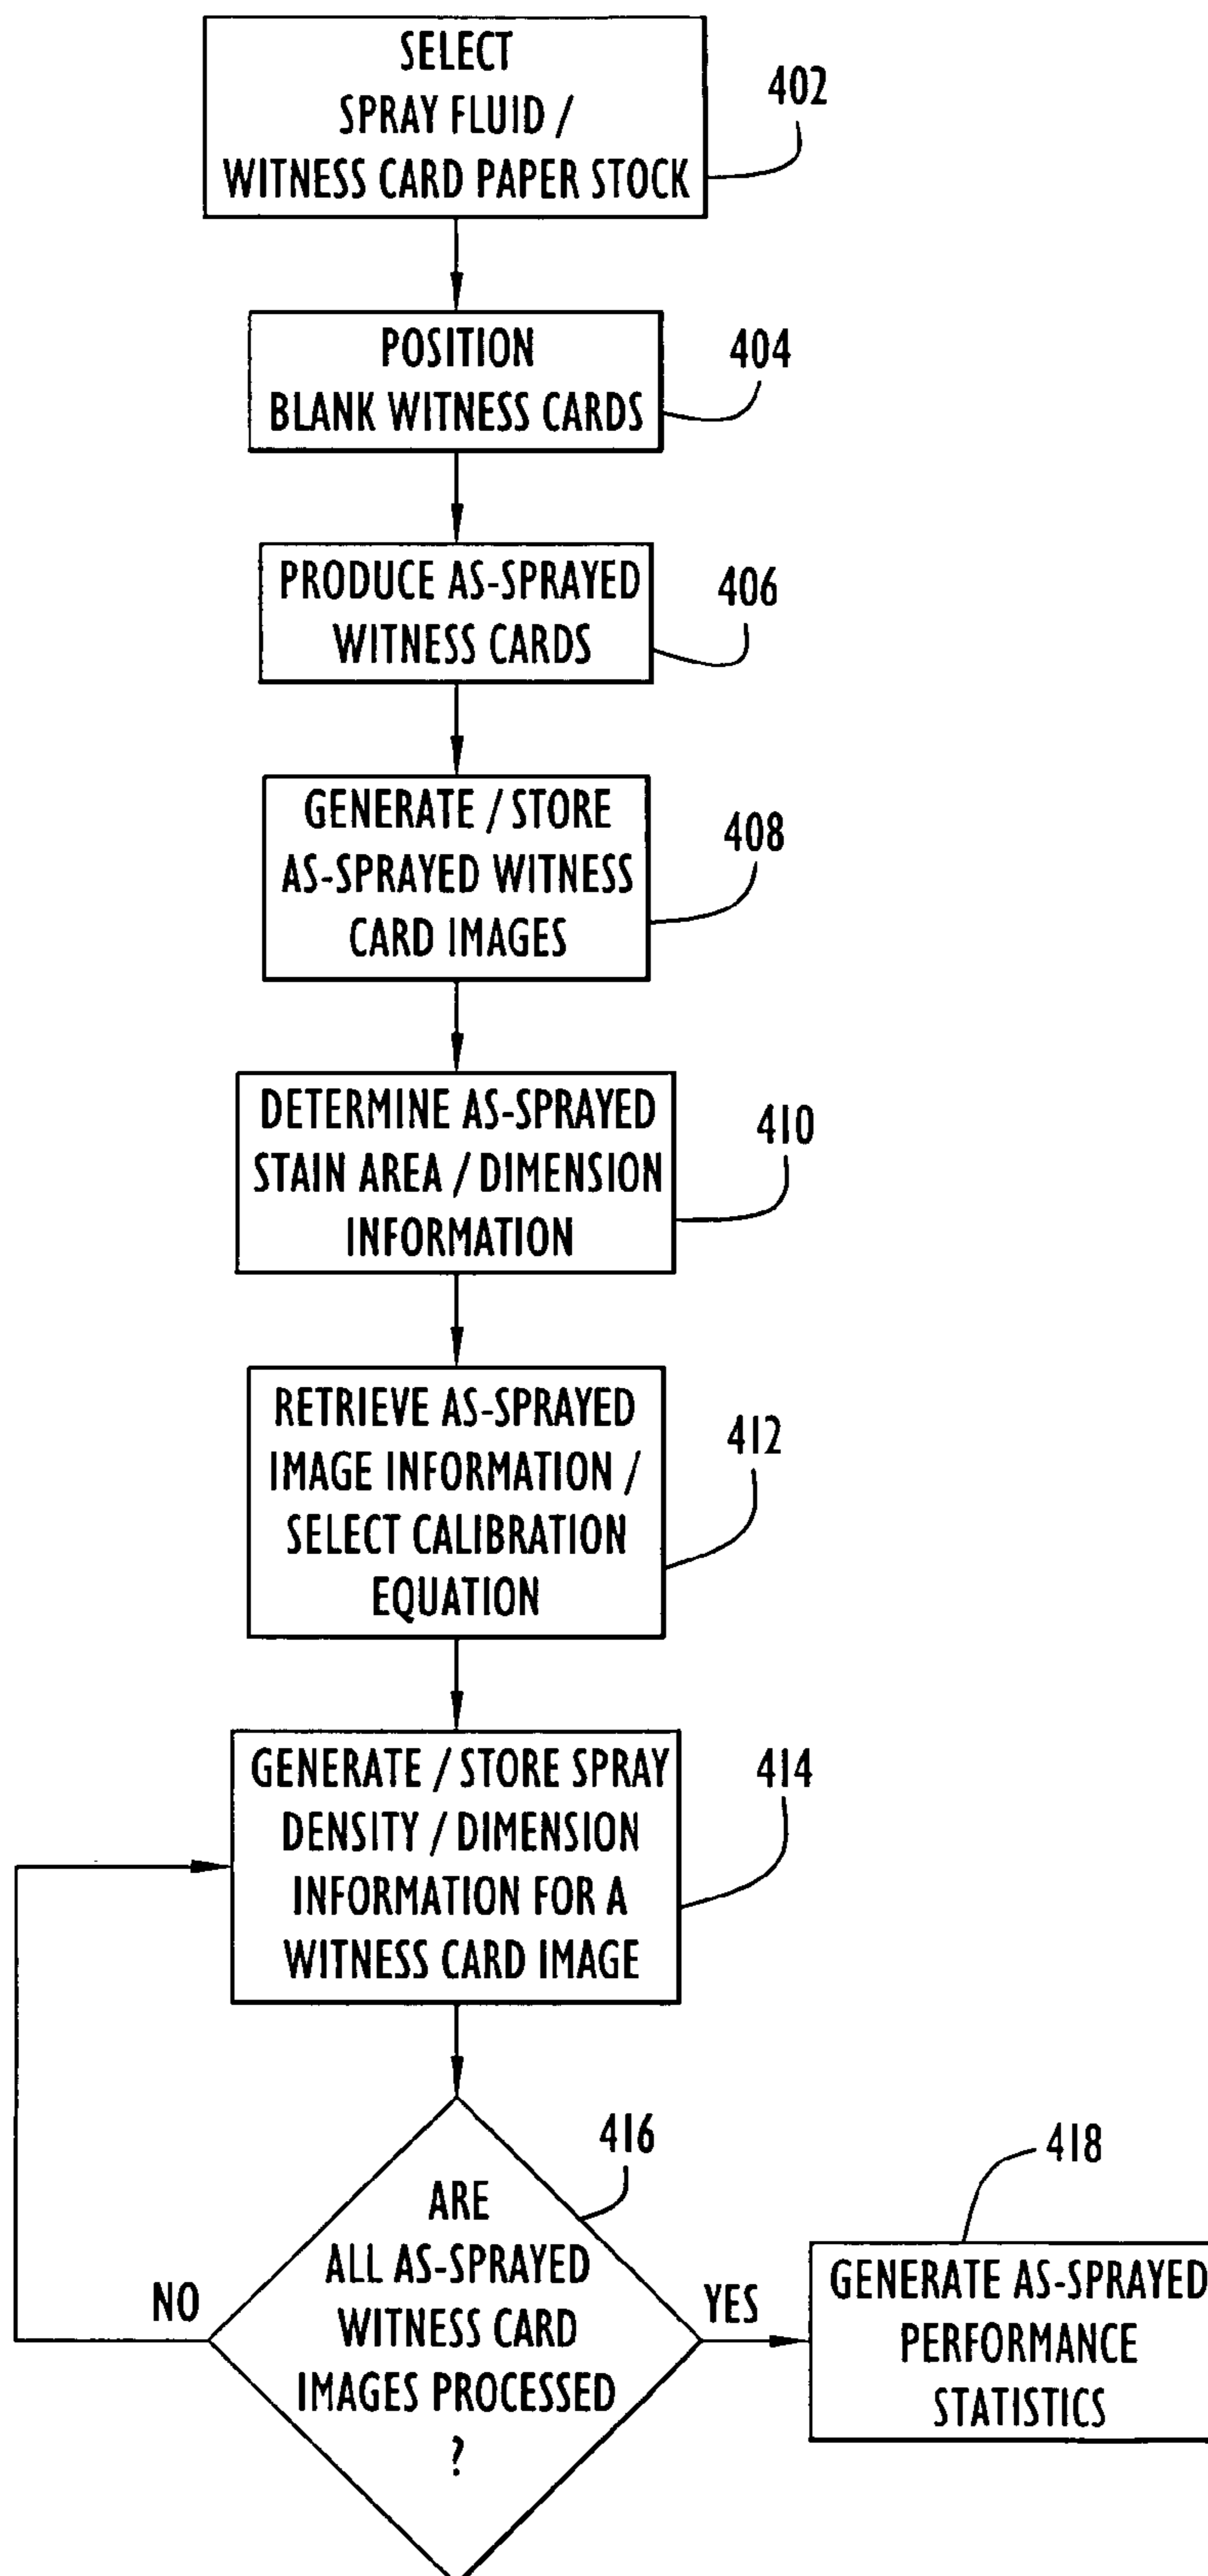 SELECT
SPRAY FLUID /
WITNESS CARD PAPER STOCK
402
POSITION
BLANK WITNESS CARDS
404
PRODUCE AS-SPRAYED
WITNESS CARDS
406
GENERATE / STORE
AS-SPRAYED WITNESS
CARD IMAGES
408
DETERMINE AS-SPRAYED
STAIN AREA / DIMENSION
INFORMATION
410
RETRIEVE AS-SPRAYED
IMAGE INFORMATION /
SELECT CALIBRATION
EQUATION
412
GENERATE / STORE SPRAY
DENSITY / DIMENSION
INFORMATION FOR A
WITNESS CARD IMAGE
414
ARE
ALL AS-SPRAYED
WITNESS CARD
IMAGES PROCESSED
?
416
NO
YES
GENERATE AS-SPRAYED
PERFORMANCE
STATISTICS
418